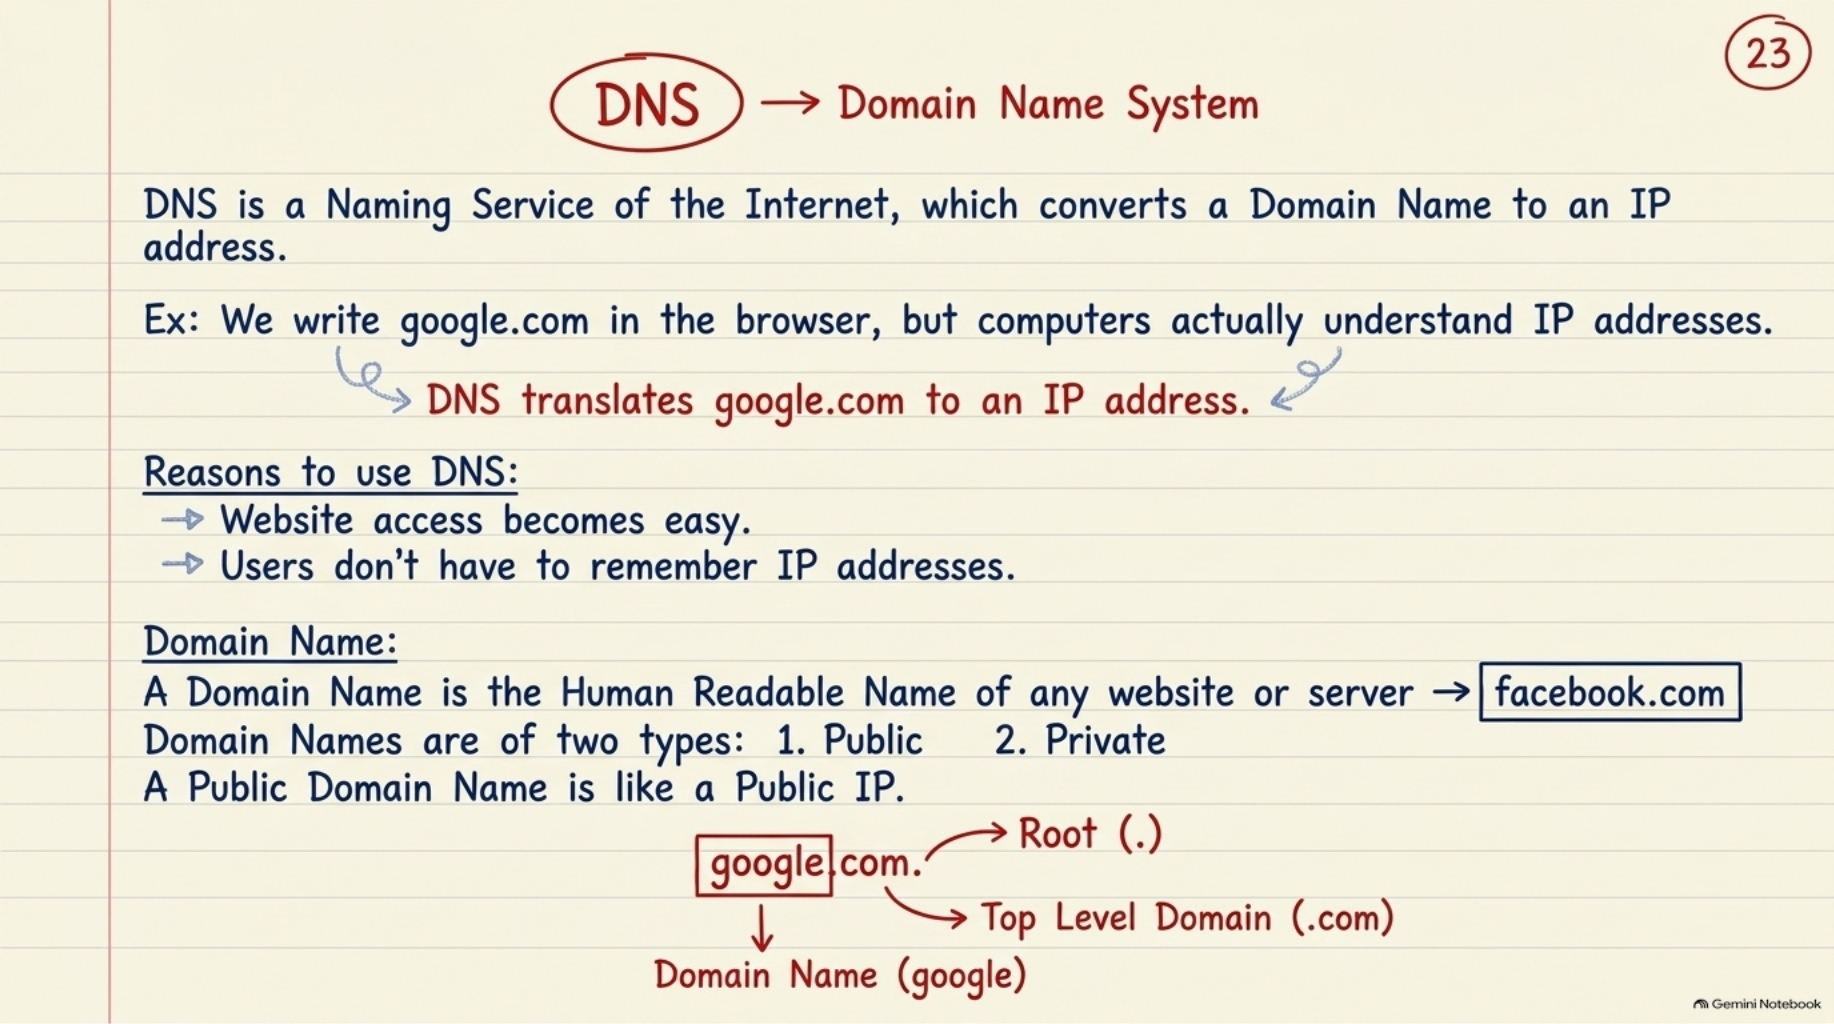 23
DNS → Domain Name System
DNS is a Naming Service of the Internet, which converts a Domain Name to an IP
address.
Ex: We write google.com in the browser, but computers actually understand IP addresses.
DNS translates google.com to an IP address.
Reasons to use DNS:
→ Website access becomes easy.
→ Users don't have to remember IP addresses.
Domain Name:
A Domain Name is the Human Readable Name of any website or server → facebook.com
Domain Names are of two types: 1. Public 2. Private
A Public Domain Name is like a Public IP.
Root (.)
google.com.
Top Level Domain (.com)
Domain Name (google)
Gemini Notebook